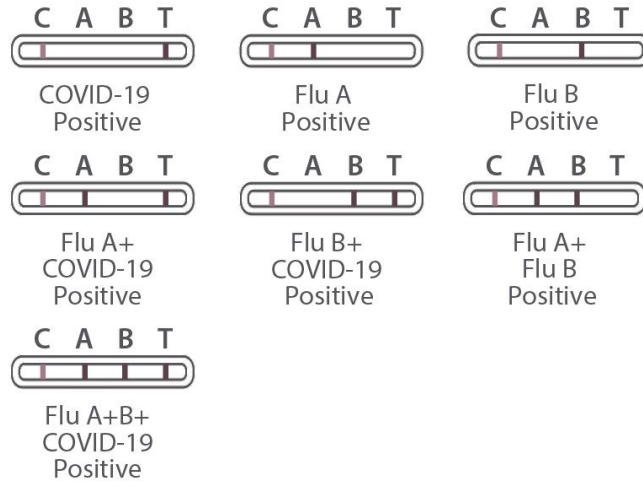 C A B T
COVID-19
Positive
C A B T
Flu A
Positive
C A B T
Flu B
Positive
C A B T
Flu A+
COVID-19
Positive
C A B T
Flu B+
COVID-19
Positive
C A B T
Flu A+
Flu B
Positive
C A B T
Flu A+B+
COVID-19
Positive